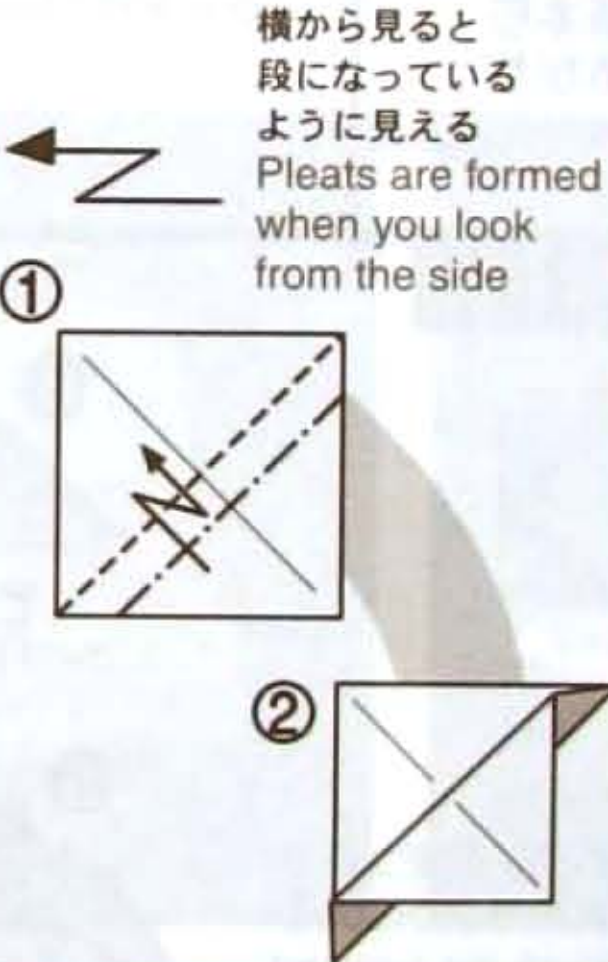 横から見ると
段になっている
ように見える
Pleats are formed
when you look
from the side
①
②